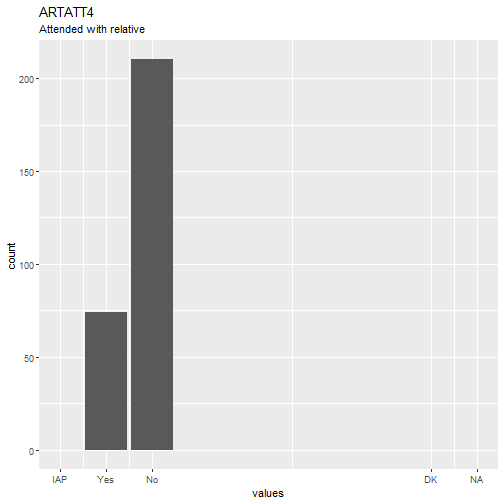 ARTATT4
Attended with relative
count
200
150
100
50
0
IAP Yes No DK NA
values